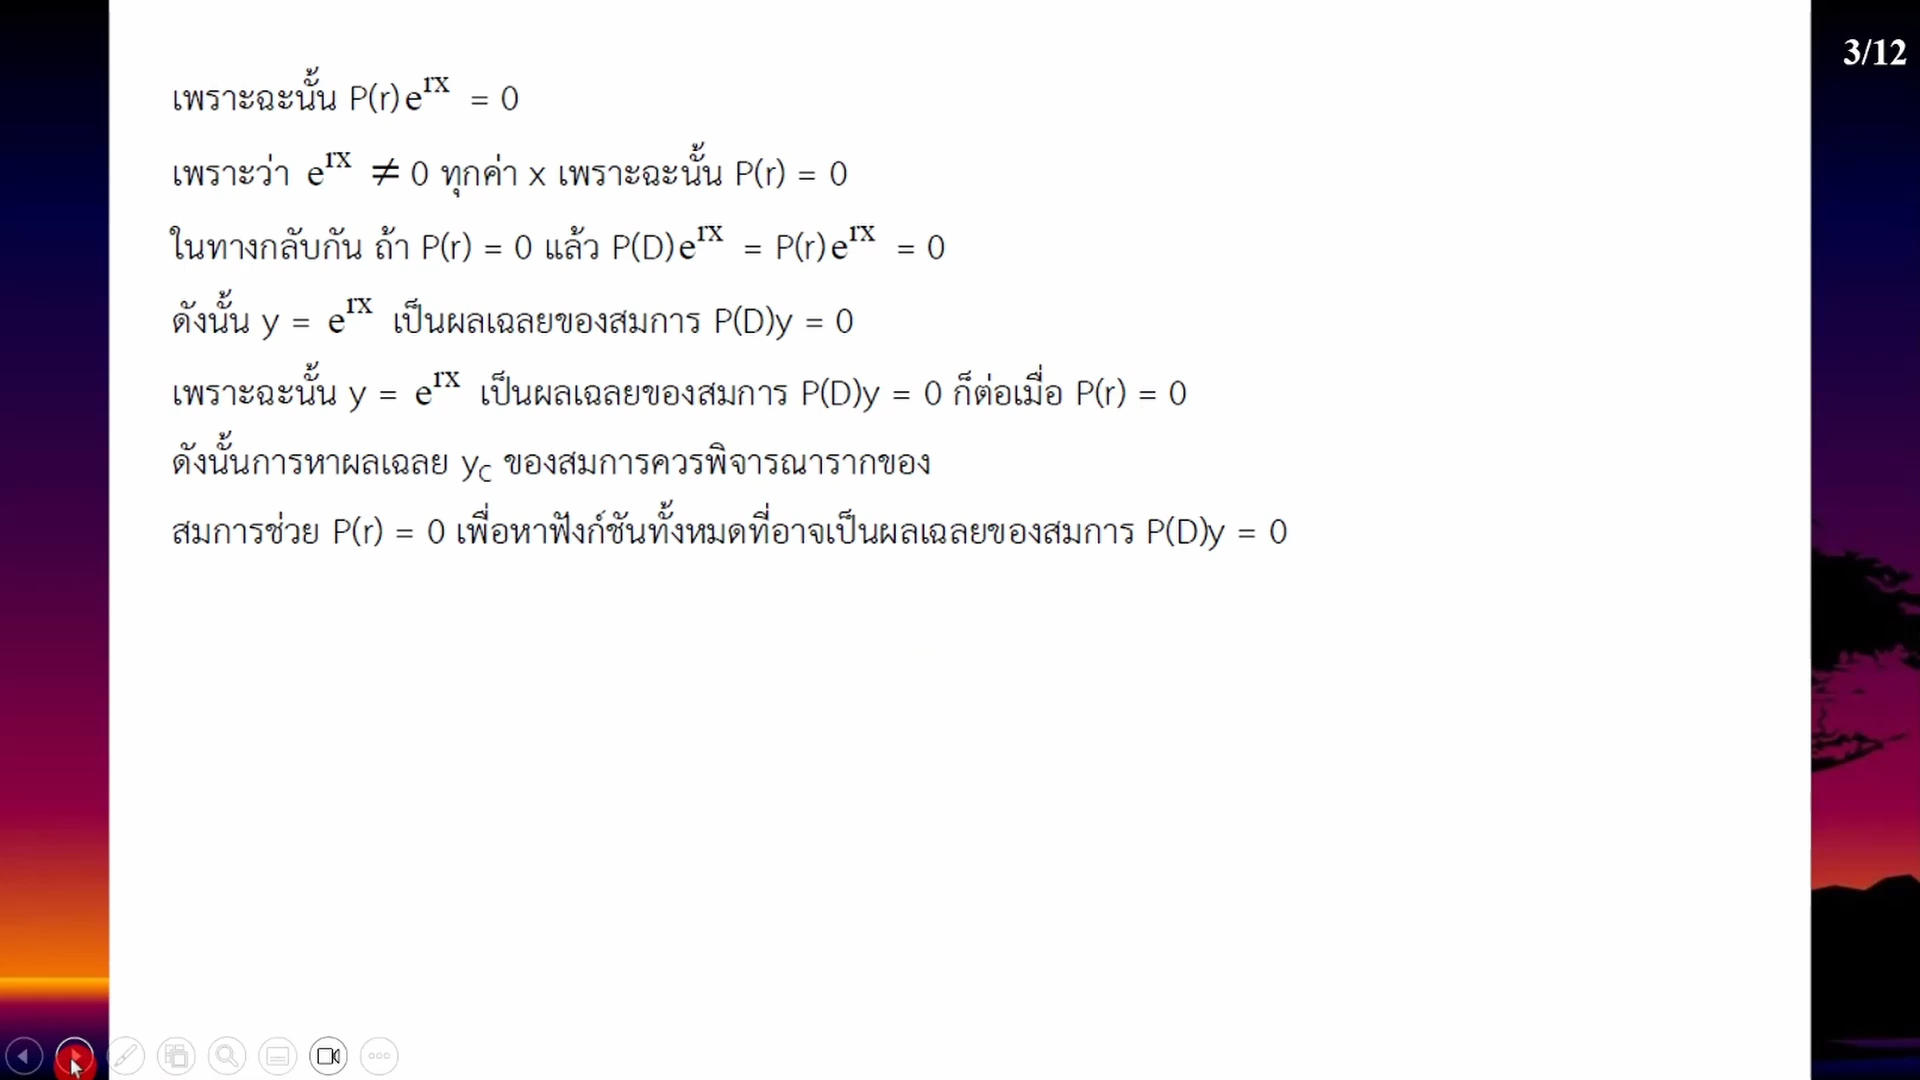 3/12
เพราะฉะนั้น P(r)e^rx = 0
เพราะว่า e^rx ≠ 0 ทุกค่า x เพราะฉะนั้น P(r) = 0
ในทางกลับกัน ถ้า P(r) = 0 แล้ว P(D)e^rx = P(r)e^rx = 0
ดังนั้น y = e^rx เป็นผลเฉลยของสมการ P(D)y = 0
เพราะฉะนั้น y = e^rx เป็นผลเฉลยของสมการ P(D)y = 0 ก็ต่อเมื่อ P(r) = 0
ดังนั้นการหาผลเฉลย y_C ของสมการควรพิจารณารากของ
สมการช่วย P(r) = 0 เพื่อหาฟังก์ชันทั้งหมดที่อาจเป็นผลเฉลยของสมการ P(D)y = 0